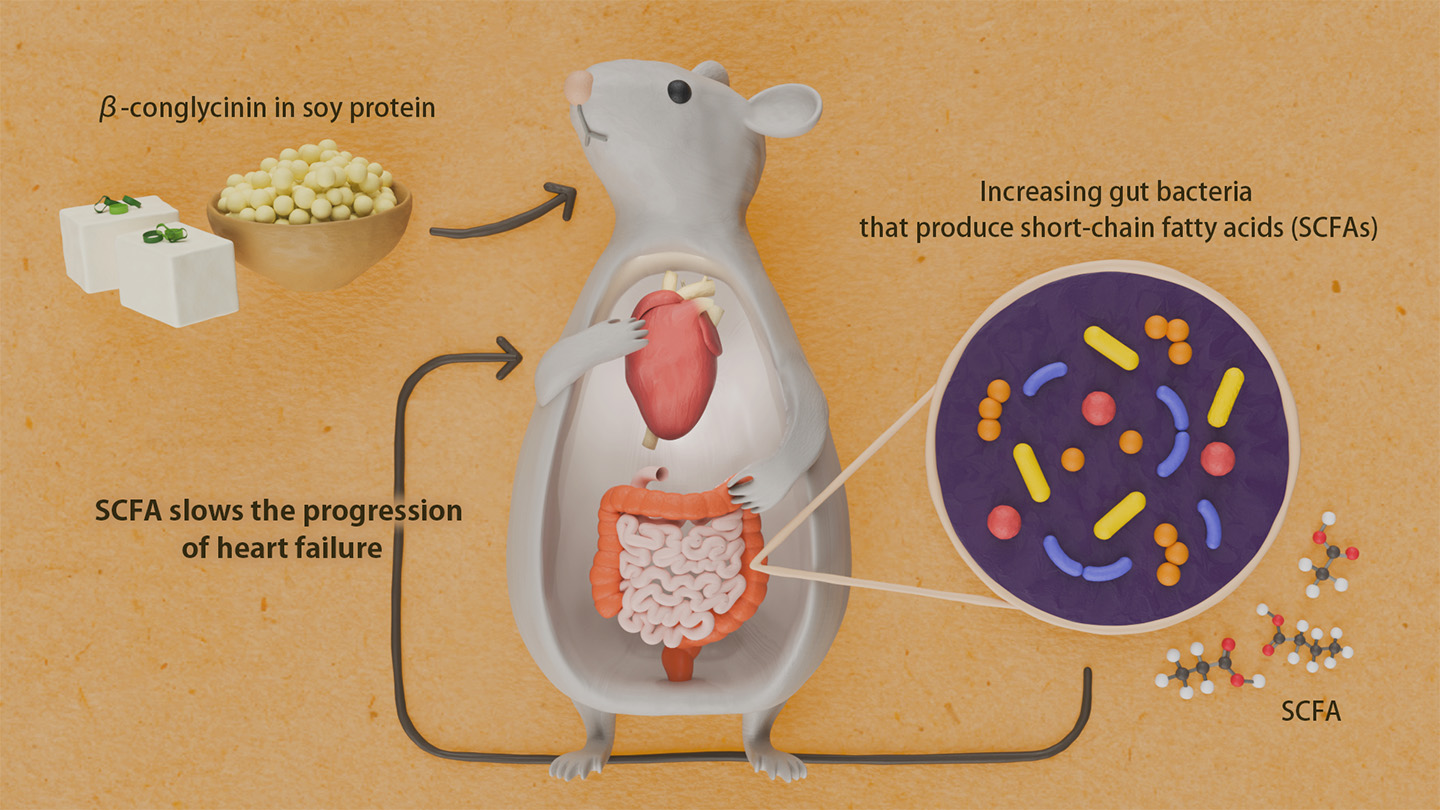 β-conglycinin in soy protein
Increasing gut bacteria
that produce short-chain fatty acids (SCFAs)
SCFA slows the progression
of heart failure
SCFA